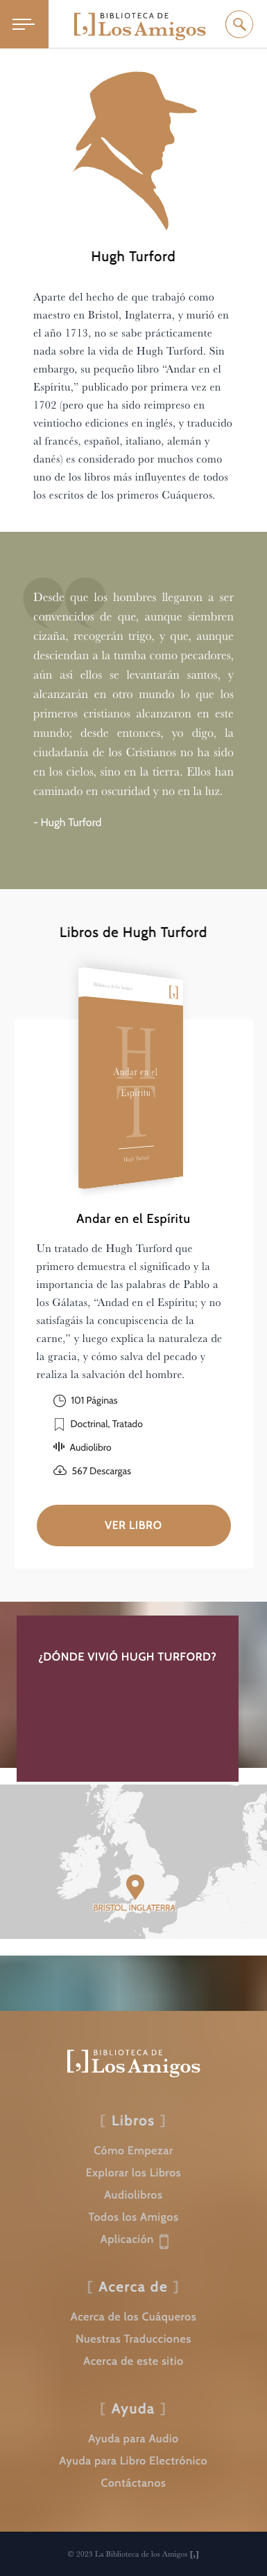 BIBLIOTECA DE
[,] Los Amigos
Hugh Turford
Aparte del hecho de que trabajó como
maestro en Bristol, Inglaterra, y murió en
el año 1713, no se sabe prácticamente
nada sobre la vida de Hugh Turford. Sin
embargo, su pequeño libro “Andar en el
Espíritu,” publicado por primera vez en
1702 (pero que ha sido reimpreso en
veintiocho ediciones en inglés, y traducido
al francés, español, italiano, alemán y
danés) es considerado por muchos como
uno de los libros más influyentes de todos
los escritos de los primeros Cuáqueros.
Desde que los hombres llegaron a ser
convencidos de que, aunque siembren
cizaña, recogerán trigo, y que, aunque
desciendan a la tumba como pecadores,
aún así ellos se levantarán santos, y
alcanzarán en otro mundo lo que los
primeros cristianos alcanzaron en este
mundo; desde entonces, yo digo, la
ciudadanía de los Cristianos no ha sido
en los cielos, sino en la tierra. Ellos han
caminado en oscuridad y no en la luz.
- Hugh Turford
Libros de Hugh Turford
Biblioteca de los Amigos
[,]
H
Andar en el
Espíritu
T
Hugh Turford
Andar en el Espíritu
Un tratado de Hugh Turford que
primero demuestra el significado y la
importancia de las palabras de Pablo a
los Gálatas, “Andad en el Espíritu; y no
satisfagáis la concupiscencia de la
carne,” y luego explica la naturaleza de
la gracia, y cómo salva del pecado y
realiza la salvación del hombre.
101 Páginas
Doctrinal, Tratado
Audiolibro
567 Descargas
VER LIBRO
¿DÓNDE VIVIÓ HUGH TURFORD?
BRISTOL, INGLATERRA
BIBLIOTECA DE
[,] Los Amigos
[ Libros ]
Cómo Empezar
Explorar los Libros
Audiolibros
Todos los Amigos
Aplicación
[ Acerca de ]
Acerca de los Cuáqueros
Nuestras Traducciones
Acerca de este sitio
[ Ayuda ]
Ayuda para Audio
Ayuda para Libro Electrónico
Contáctanos
© 2023 La Biblioteca de los Amigos [,]